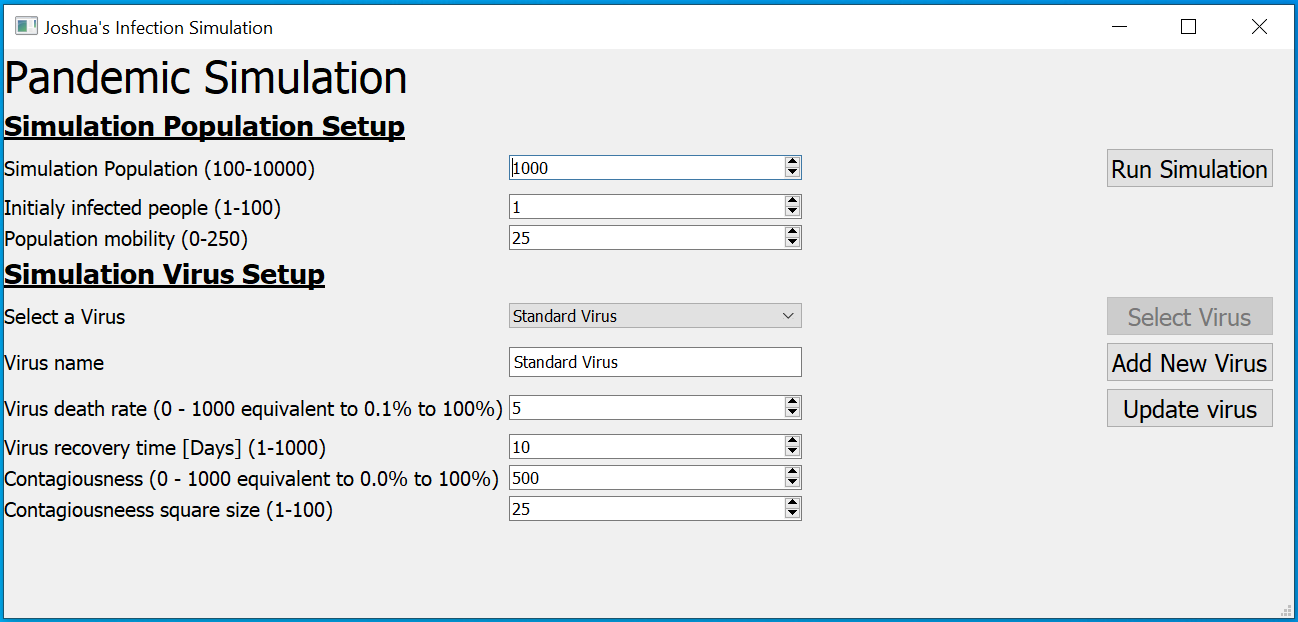 Joshua's Infection Simulation
Pandemic Simulation
Simulation Population Setup
Simulation Population (100-10000) 1000 Run Simulation
Initialy infected people (1-100) 1
Population mobility (0-250) 25
Simulation Virus Setup
Select a Virus Standard Virus Select Virus
Virus name Standard Virus Add New Virus
Virus death rate (0 - 1000 equivalent to 0.1% to 100%) 5 Update virus
Virus recovery time [Days] (1-1000) 10
Contagiousness (0 - 1000 equivalent to 0.0% to 100%) 500
Contagiousneess square size (1-100) 25